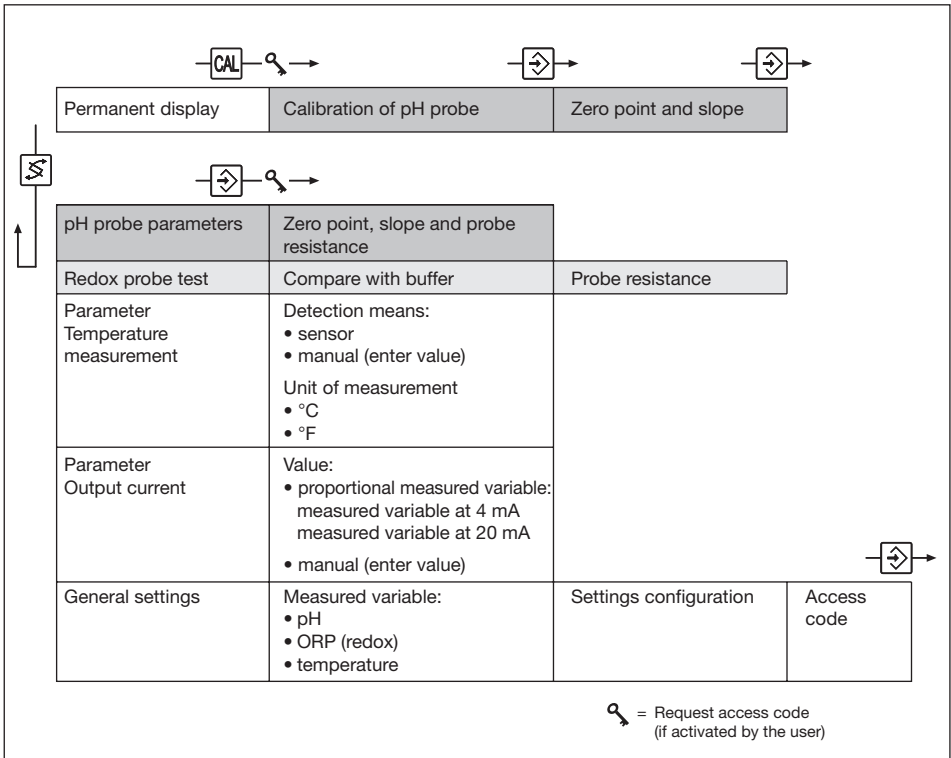 CAL
Permanent display
Calibration of pH probe
Zero point and slope
pH probe parameters
Zero point, slope and probe
resistance
Redox probe test
Compare with buffer
Probe resistance
Parameter
Temperature
measurement
Detection means:
• sensor
• manual (enter value)
Unit of measurement
• °C
• °F
Parameter
Output current
Value:
• proportional measured variable:
measured variable at 4 mA
measured variable at 20 mA
• manual (enter value)
General settings
Measured variable:
• pH
• ORP (redox)
• temperature
Settings configuration
Access
code
= Request access code
(if activated by the user)